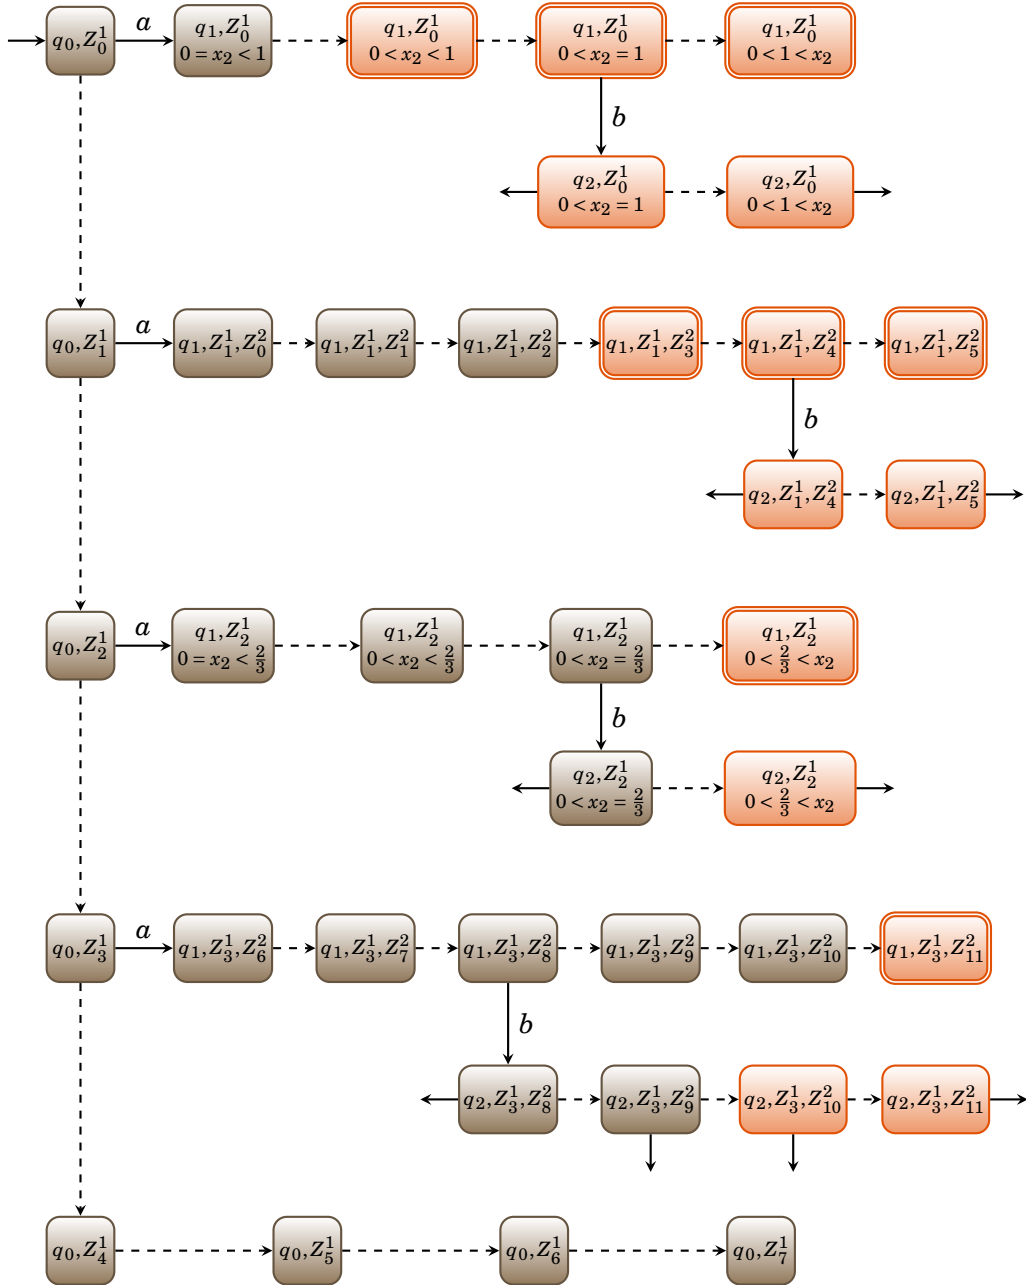 q₀, Z₀¹
a
q₁, Z₀¹
0 = x₂ < 1
q₁, Z₀¹
0 < x₂ < 1
q₁, Z₀¹
0 < x₂ = 1
q₁, Z₀¹
0 < 1 < x₂
b
q₂, Z₀¹
0 < x₂ = 1
q₂, Z₀¹
0 < 1 < x₂
q₀, Z₁¹
a
q₁, Z₁¹, Z₀²
q₁, Z₁¹, Z₁²
q₁, Z₁¹, Z₂²
q₁, Z₁¹, Z₃²
q₁, Z₁¹, Z₄²
q₁, Z₁¹, Z₅²
b
q₂, Z₁¹, Z₄²
q₂, Z₁¹, Z₅²
q₀, Z₂¹
a
q₁, Z₂¹
0 = x₂ < 2/3
q₁, Z₂¹
0 < x₂ < 2/3
q₁, Z₂¹
0 < x₂ = 2/3
q₁, Z₂¹
0 < 2/3 < x₂
b
q₂, Z₂¹
0 < x₂ = 2/3
q₂, Z₂¹
0 < 2/3 < x₂
q₀, Z₃¹
a
q₁, Z₃¹, Z₆²
q₁, Z₃¹, Z₇²
q₁, Z₃¹, Z₈²
q₁, Z₃¹, Z₉²
q₁, Z₃¹, Z₁₀²
q₁, Z₃¹, Z₁₁²
b
q₂, Z₃¹, Z₈²
q₂, Z₃¹, Z₉²
q₂, Z₃¹, Z₁₀²
q₂, Z₃¹, Z₁₁²
q₀, Z₄¹
q₀, Z₅¹
q₀, Z₆¹
q₀, Z₇¹